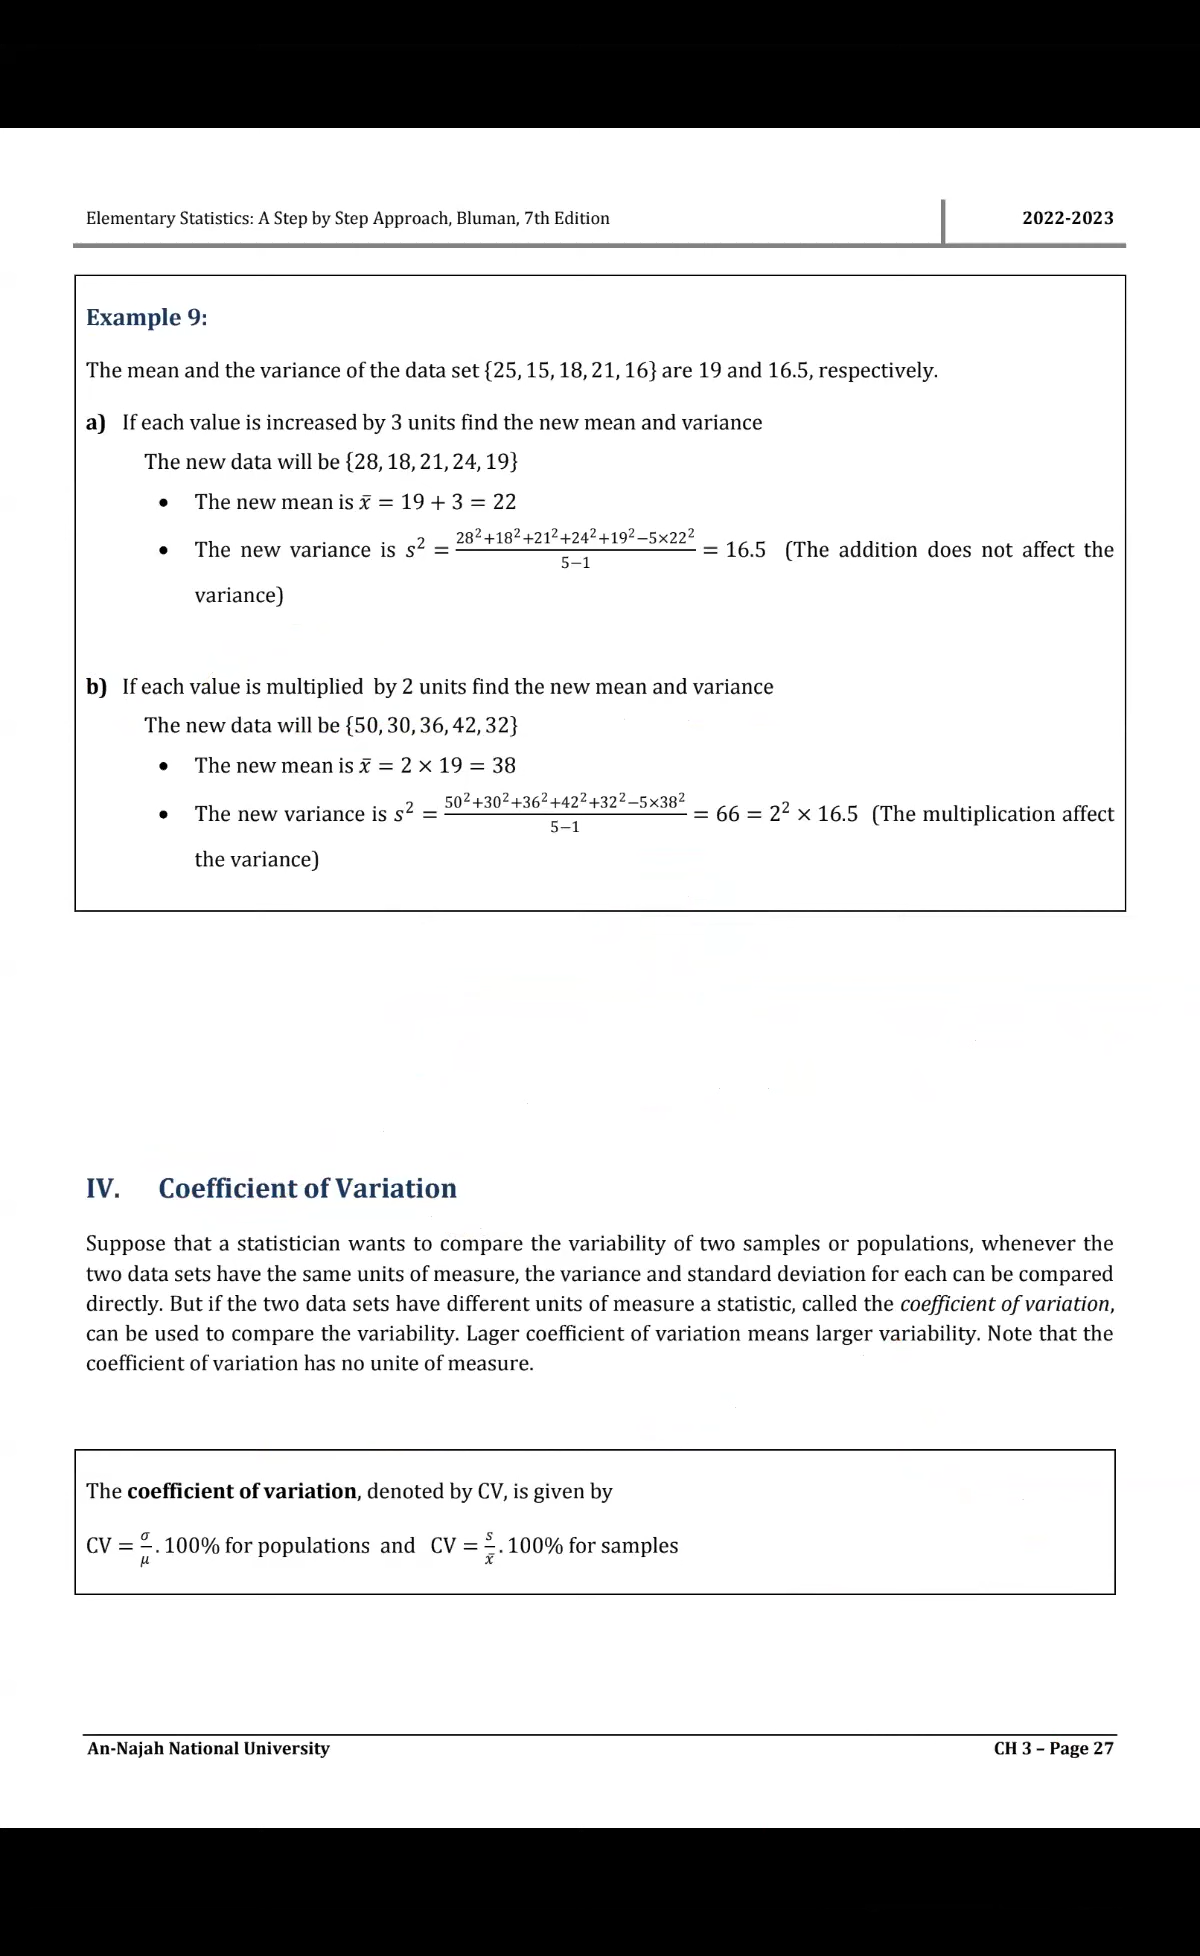 Elementary Statistics: A Step by Step Approach, Bluman, 7th Edition 2022-2023
Example 9:
The mean and the variance of the data set {25, 15, 18, 21, 16} are 19 and 16.5, respectively.
a) If each value is increased by 3 units find the new mean and variance
The new data will be {28, 18, 21, 24, 19}
• The new mean is x̄ = 19 + 3 = 22
• The new variance is s² = (28²+18²+21²+24²+19²−5×22²)/(5−1) = 16.5 (The addition does not affect the
variance)
b) If each value is multiplied by 2 units find the new mean and variance
The new data will be {50, 30, 36, 42, 32}
• The new mean is x̄ = 2 × 19 = 38
• The new variance is s² = (50²+30²+36²+42²+32²−5×38²)/(5−1) = 66 = 2² × 16.5 (The multiplication affect
the variance)
IV. Coefficient of Variation
Suppose that a statistician wants to compare the variability of two samples or populations, whenever the
two data sets have the same units of measure, the variance and standard deviation for each can be compared
directly. But if the two data sets have different units of measure a statistic, called the coefficient of variation,
can be used to compare the variability. Lager coefficient of variation means larger variability. Note that the
coefficient of variation has no unite of measure.
The coefficient of variation, denoted by CV, is given by
CV = σ/μ . 100% for populations and CV = s/x̄ . 100% for samples
An-Najah National University CH 3 – Page 27